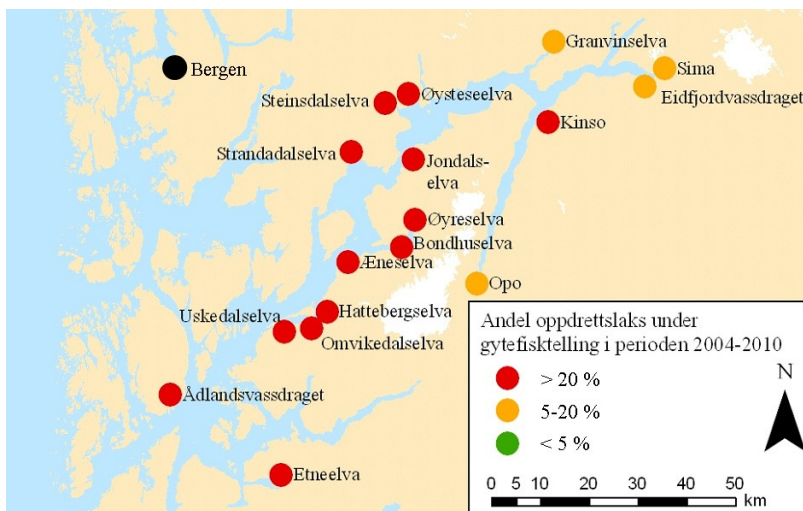 Granvinselva
Bergen
Sima
Eidfjordvassdraget
Øysteseelva
Steinsdalselva
Kinso
Strandadalselva
Jondals-
elva
Øyreselva
Bondhuselva
Æneselva
Opo
Hattebergselva
Uskedalselva
Omvikedalselva
Ådlandsvassdraget
Etneelva
Andel oppdrettslaks under
gytefisktelling i perioden 2004-2010
> 20 %
5-20 %
< 5 %
N
0 5 10 20 30 40 50
km